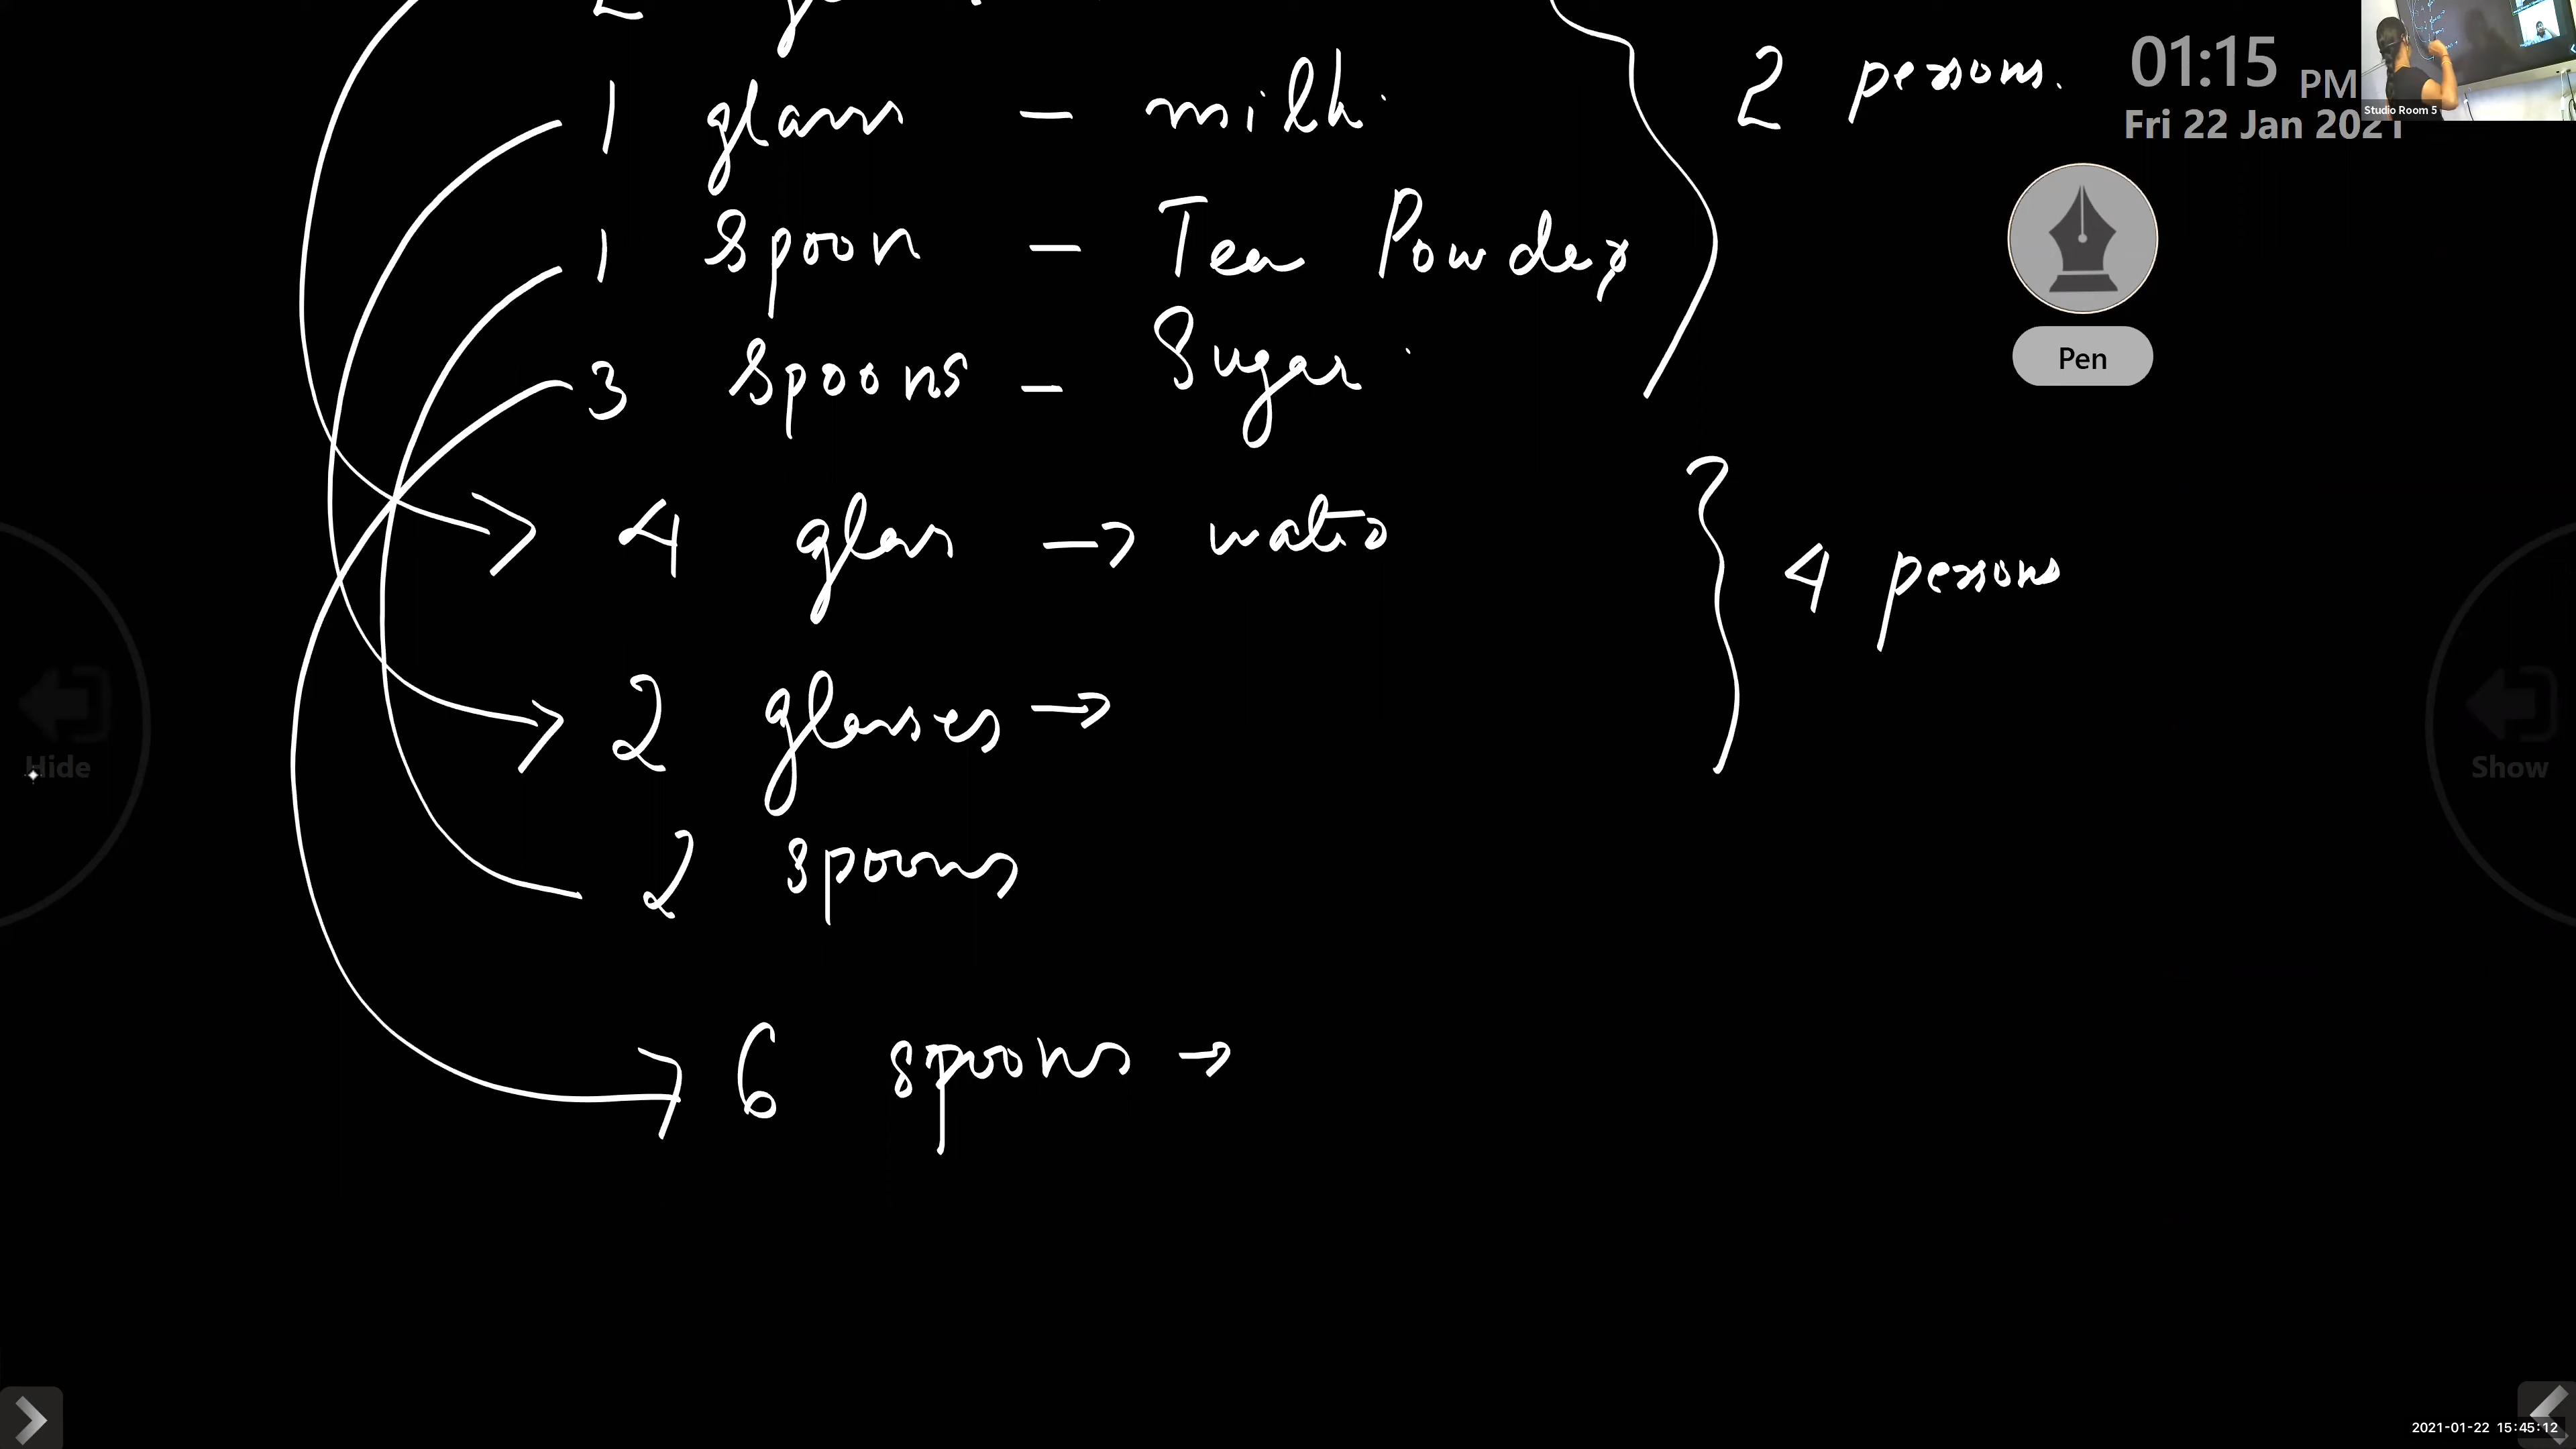 1 glass - milk.
2 persons.
01:15 PM
Studio Room 5
Fri 22 Jan 2021
1 Spoon - Tea Powder
3 Spoons - Sugar.
Pen
4 glass →
4 persons
2 glasses →
Hide
Show
2 spoons
6 spoons →
2021-01-22 15:45:12